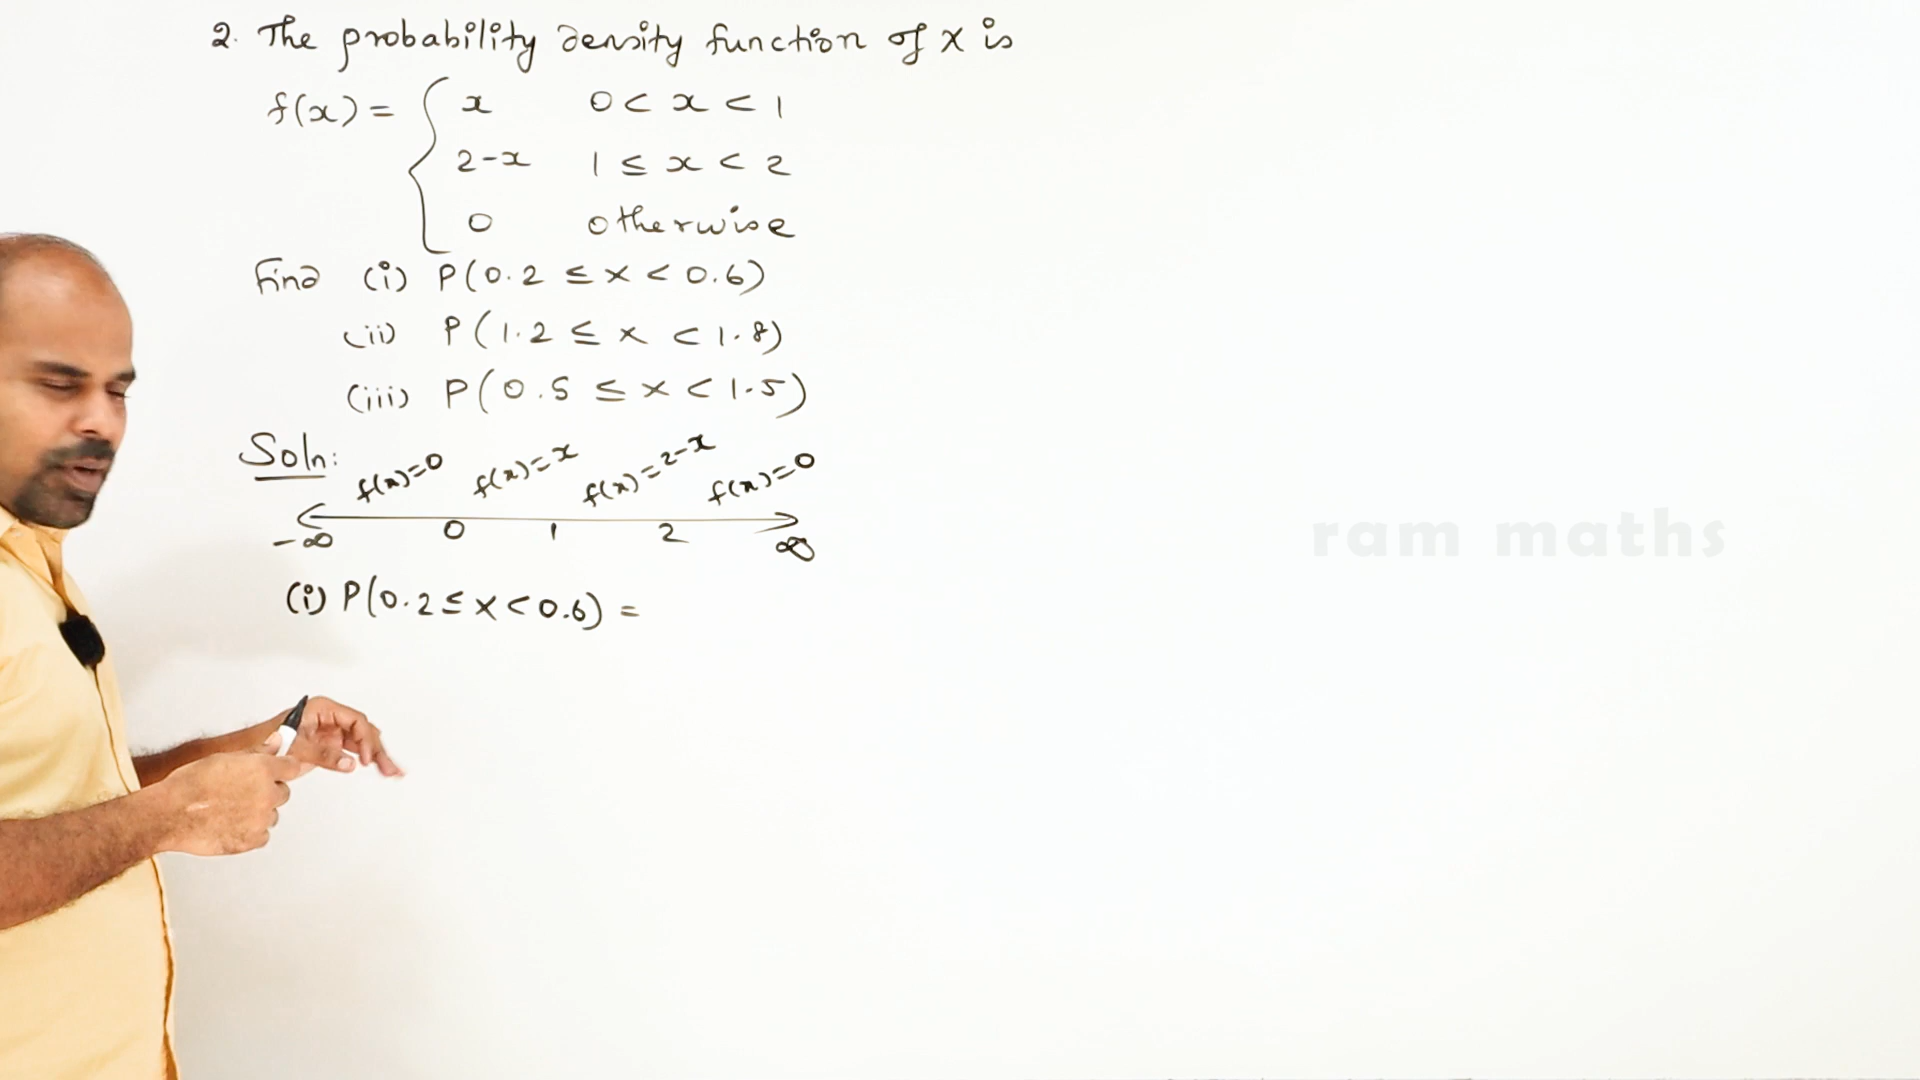 2. The probability density function of X is
f(x) = { x 0 < x < 1
2-x 1 ≤ x < 2
0 otherwise
Find (i) P(0.2 ≤ X < 0.6)
(ii) P(1.2 ≤ X < 1.8)
(iii) P(0.5 ≤ X < 1.5)
Soln: f(x)=0 f(x)=x f(x)=2-x f(x)=0
-∞ 0 1 2 ∞
(i) P(0.2 ≤ X < 0.6) =
ram maths